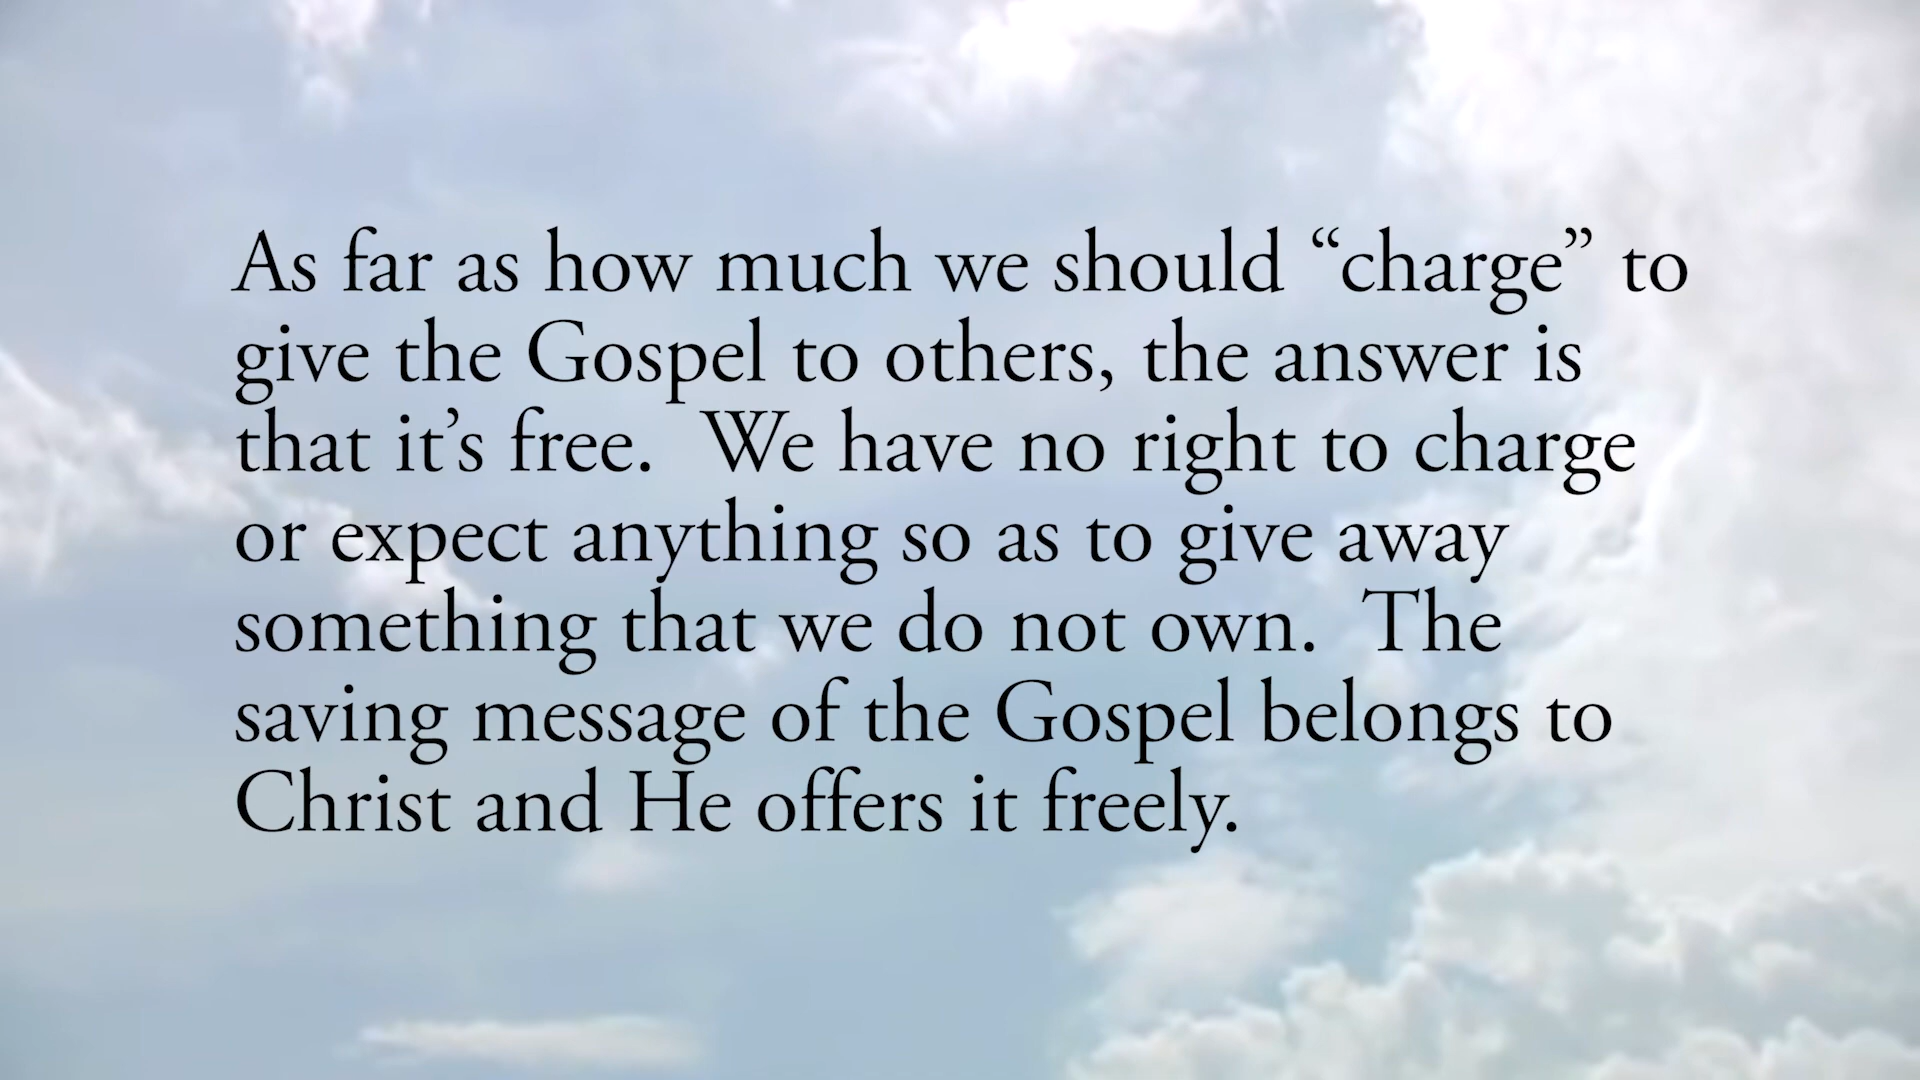 As far as how much we should “charge” to
give the Gospel to others, the answer is
that it’s free.  We have no right to charge
or expect anything so as to give away
something that we do not own.  The
saving message of the Gospel belongs to
Christ and He offers it freely.